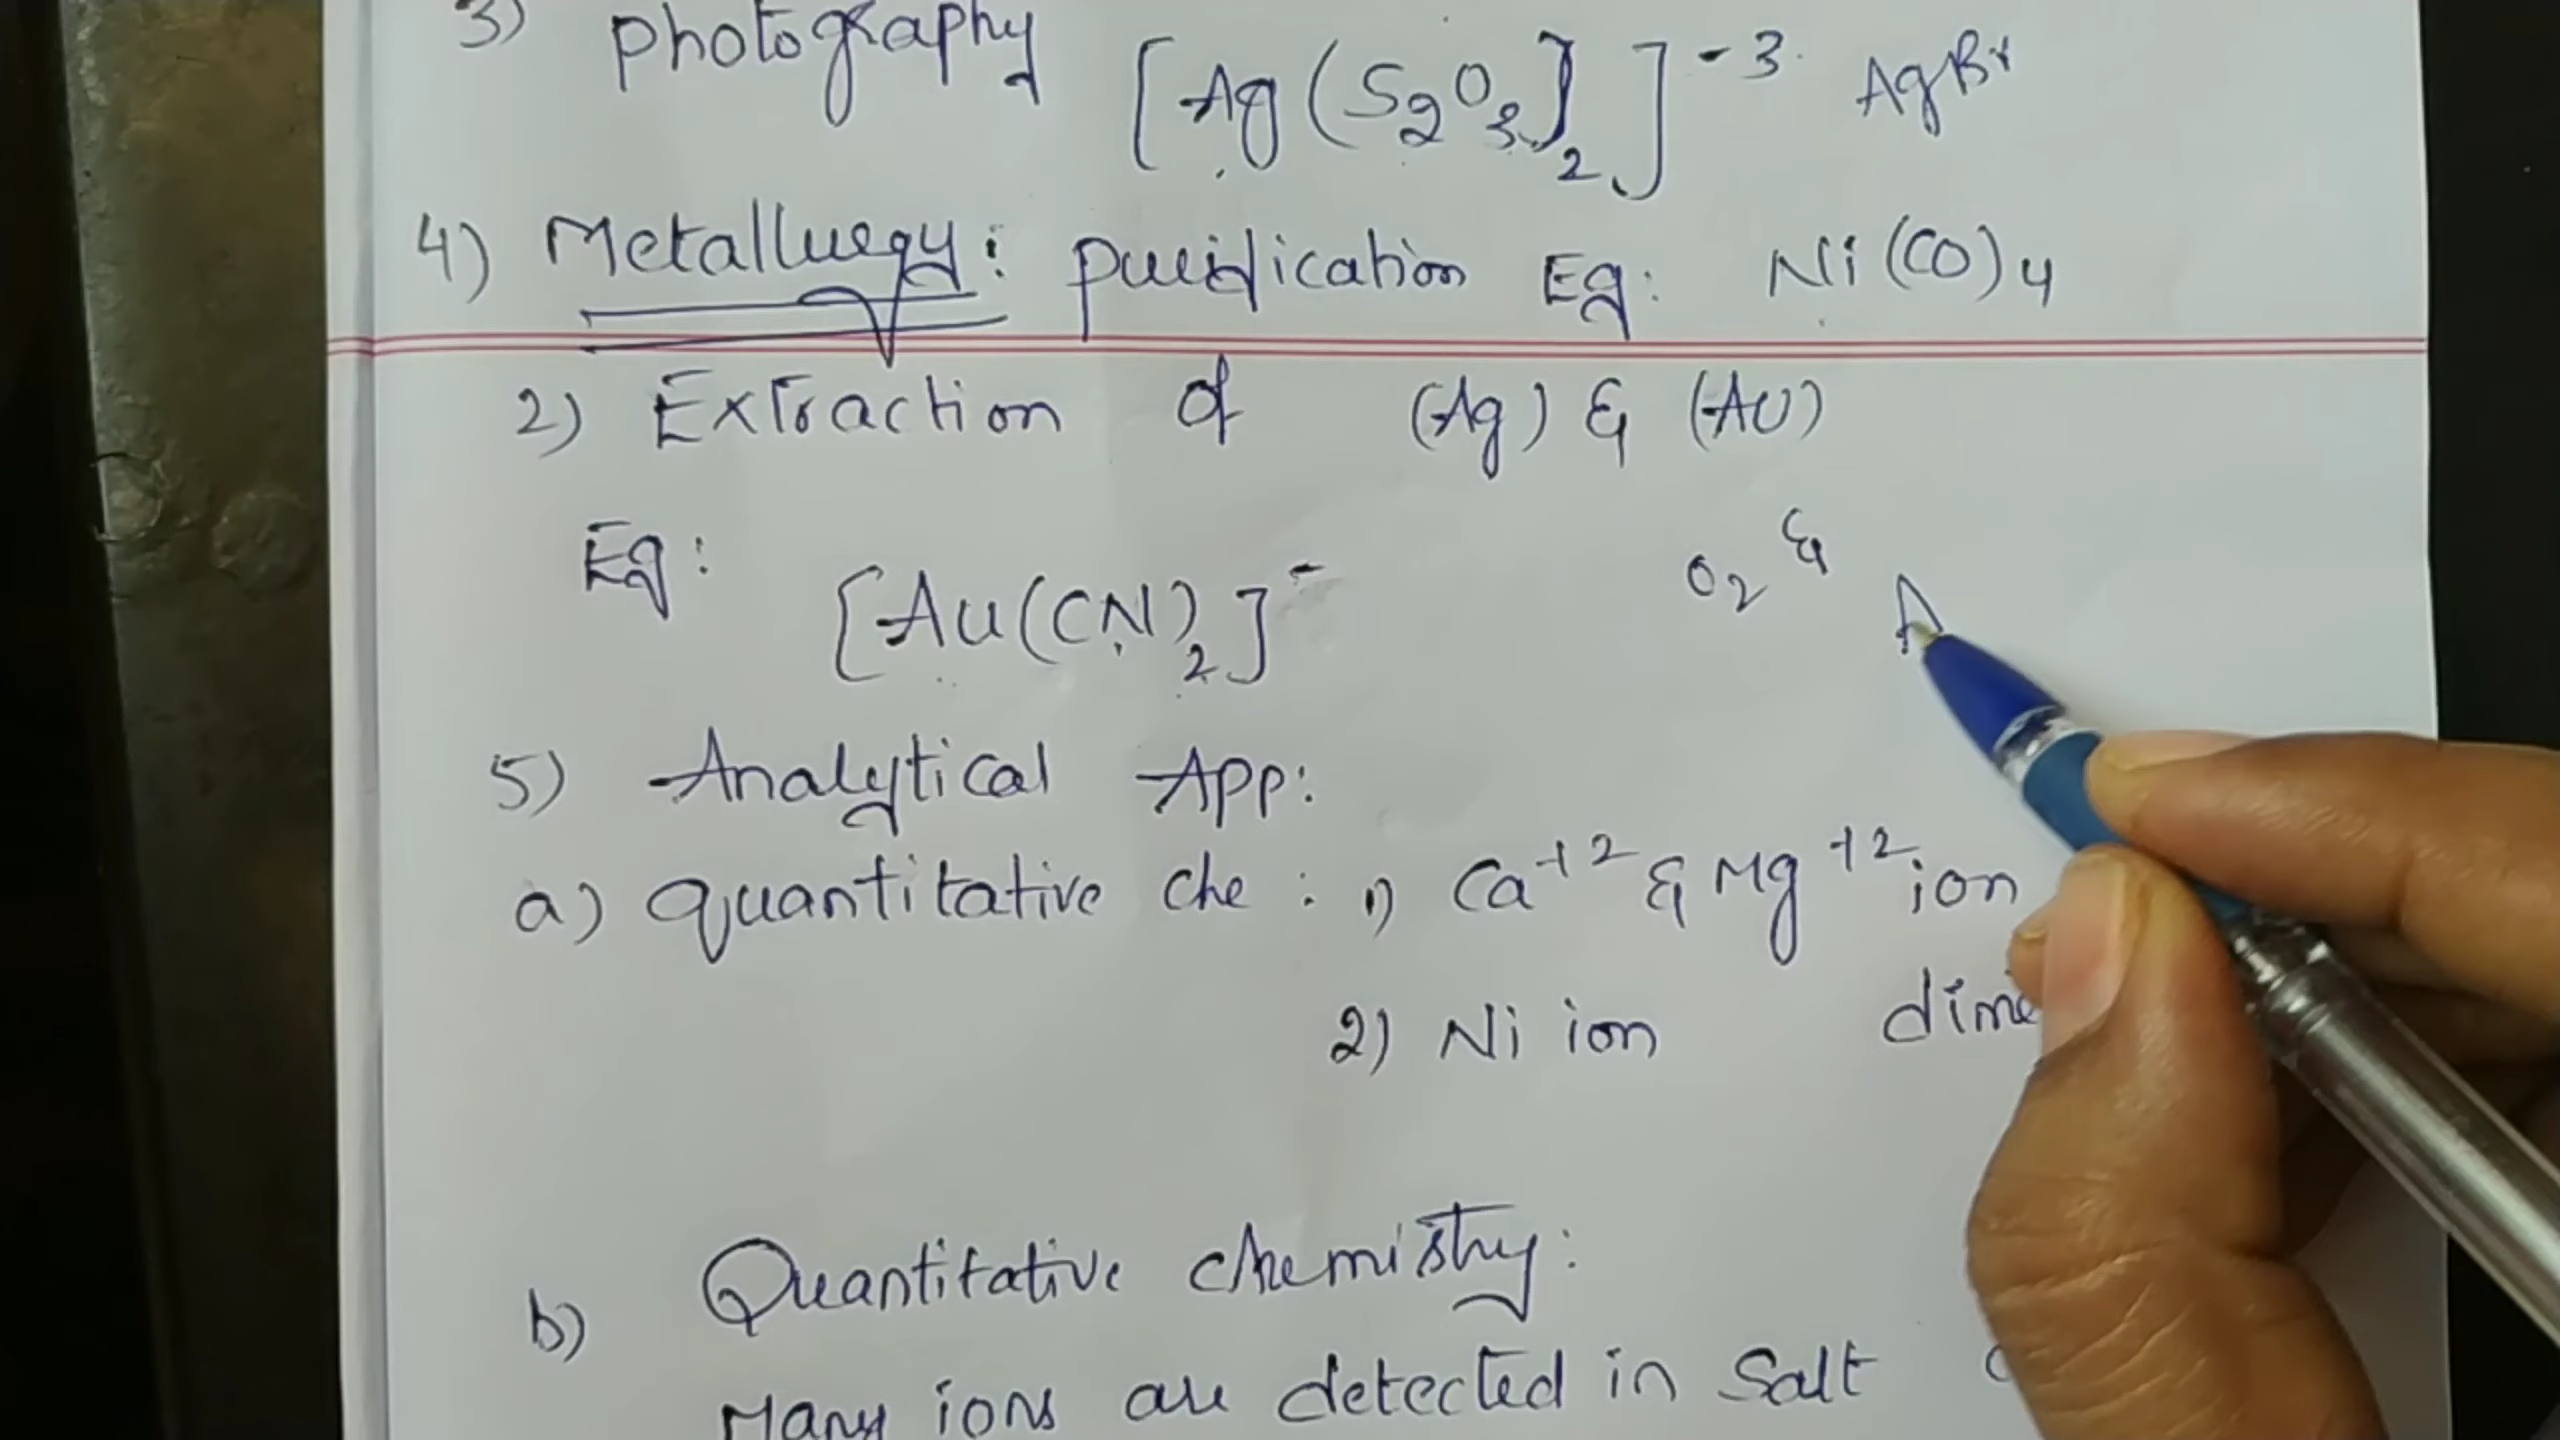 3) Photography [Ag(S2O3)2]-3 AgBr
4) Metallurgy: purification Eg: Ni(CO)4
2) Extraction of (Ag) & (AU)
O2 &
Eg: [Au(CN)2]-
5) Analytical App:
a) quantitative che: 1) Ca+2 & Mg+2 ion
2) Ni ion
b) Quantitative chemistry:
Many ions are detected in Salt